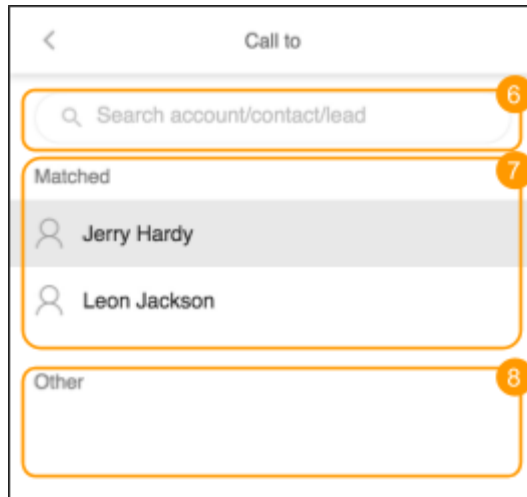 Call to
6
Search account/contact/lead
7
Matched
Jerry Hardy
Leon Jackson
8
Other